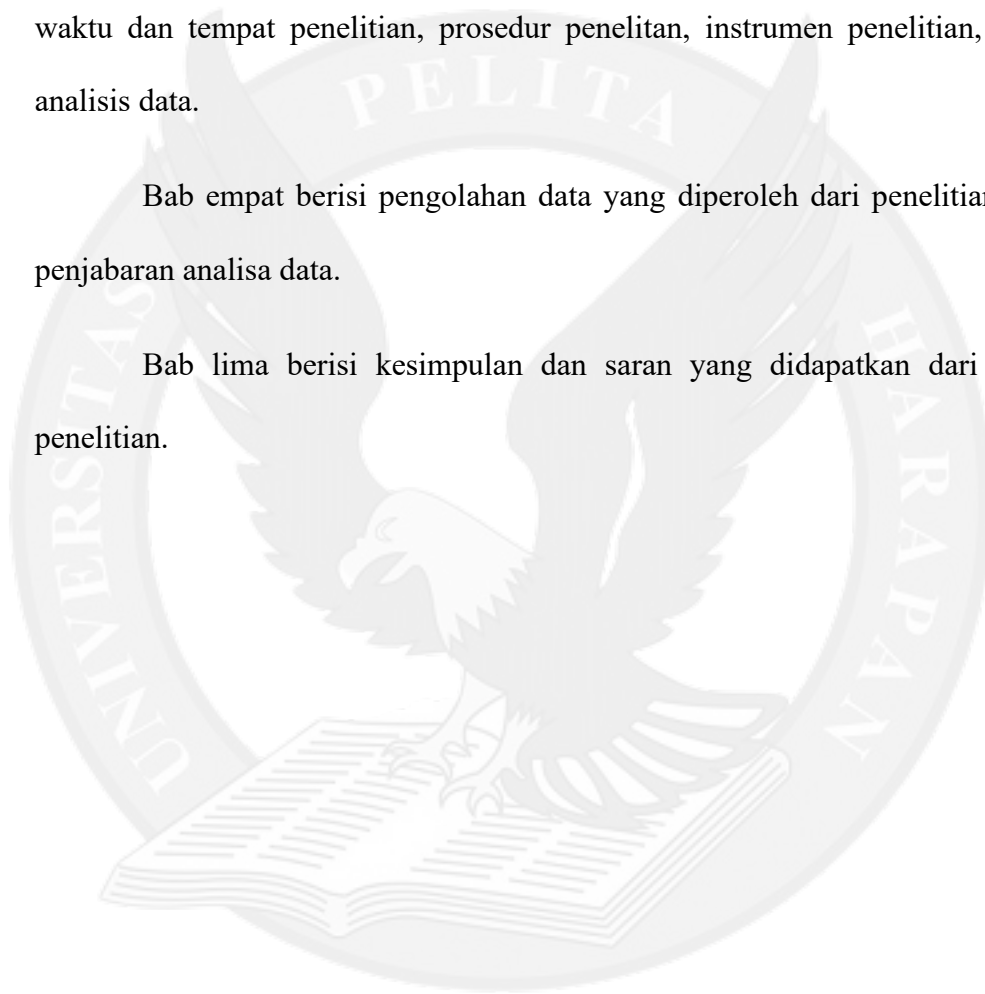 waktu dan tempat penelitian, prosedur penelitan, instrumen penelitian,
analisis data.
Bab empat berisi pengolahan data yang diperoleh dari penelitian
penjabaran analisa data.
Bab lima berisi kesimpulan dan saran yang didapatkan dari
penelitian.
UNIVERSITAS PELITA HARAPAN